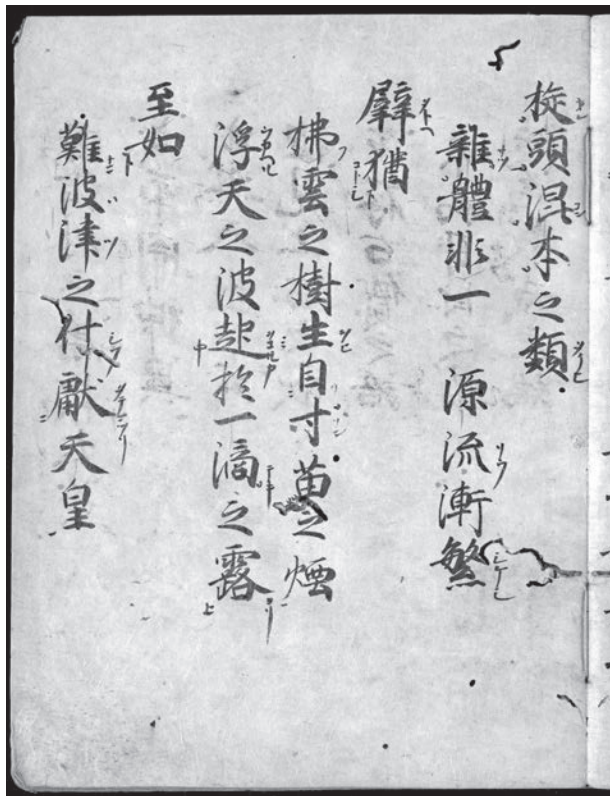 旋頭混本之類
雜體非一 源流漸繁
譬猶
拂雲之樹生自寸苗之煙
浮天之波起於一滴之露
至如
難波津之什獻天皇